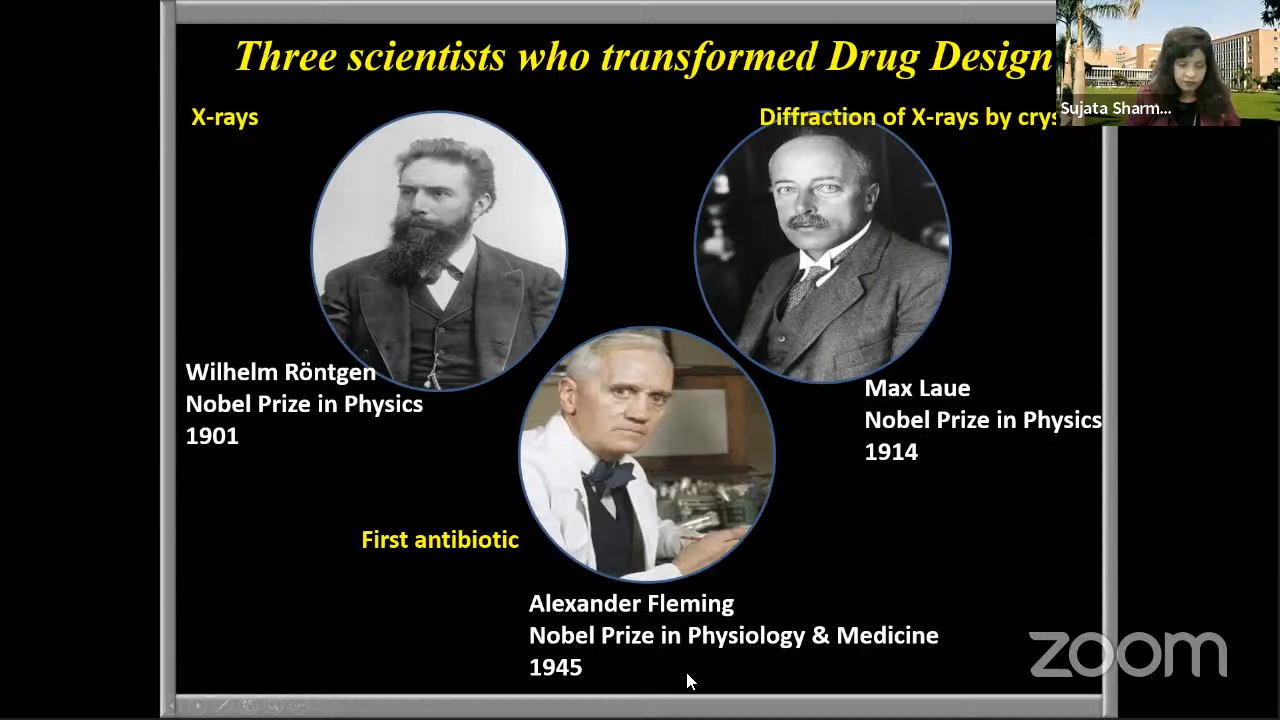 Three scientists who transformed Drug Design
X-rays
Diffraction of X-rays by crys
Sujata Sharm...
Wilhelm Röntgen
Nobel Prize in Physics
1901
Max Laue
Nobel Prize in Physics
1914
First antibiotic
Alexander Fleming
Nobel Prize in Physiology & Medicine
1945
zoom